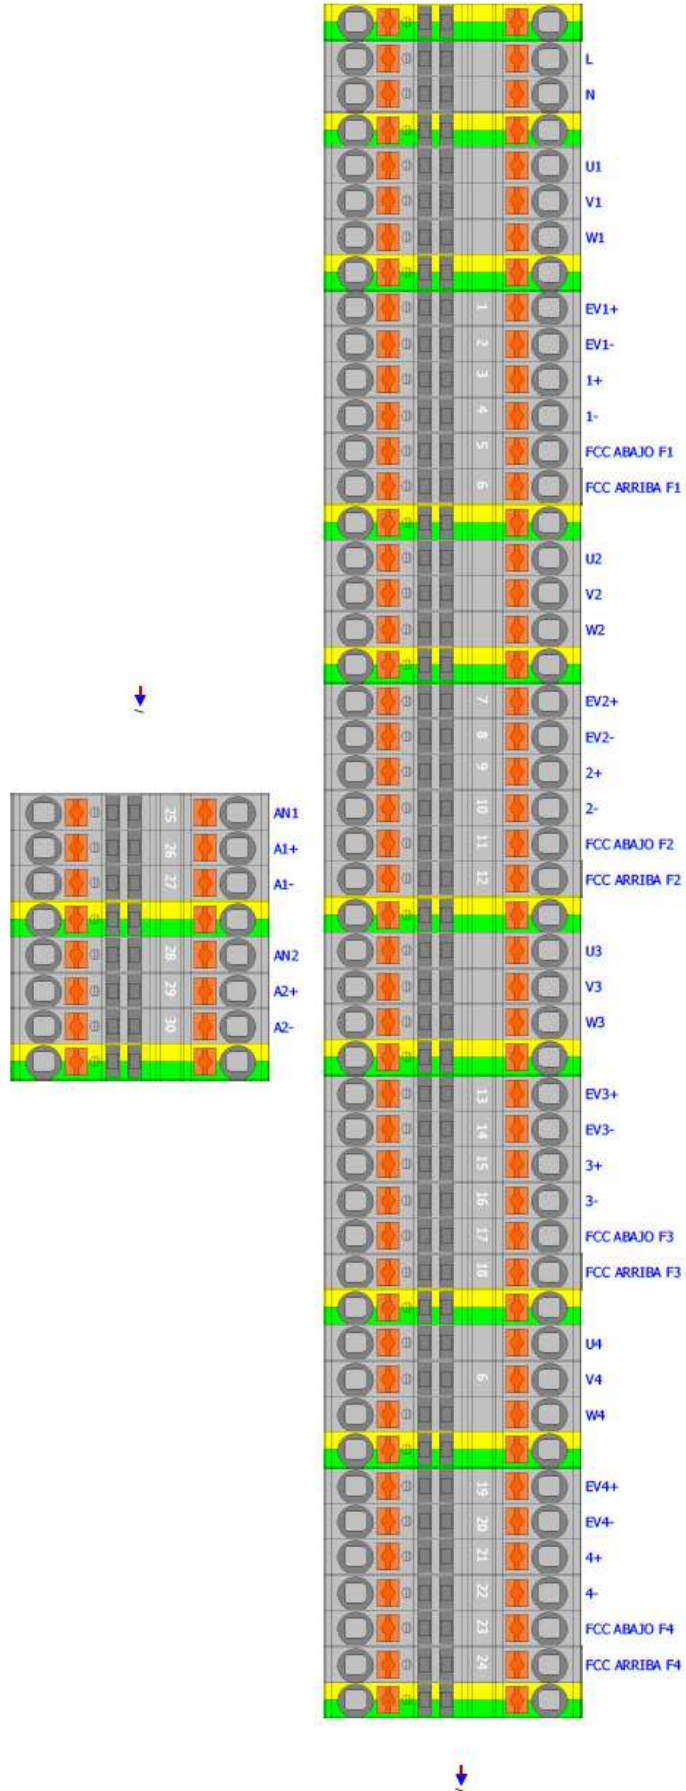 L
N
U1
V1
W1
1 EV1+
2 EV1-
3 1+
4 1-
5 FCC ABAJO F1
6 FCC ARRIBA F1
U2
V2
W2
7 EV2+
8 EV2-
9 2+
10 2-
11 FCC ABAJO F2
12 FCC ARRIBA F2
U3
V3
W3
13 EV3+
14 EV3-
15 3+
16 3-
17 FCC ABAJO F3
18 FCC ARRIBA F3
U4
6 V4
W4
19 EV4+
20 EV4-
21 4+
22 4-
23 FCC ABAJO F4
24 FCC ARRIBA F4
25 AN1
26 A1+
27 A1-
28 AN2
29 A2+
30 A2-